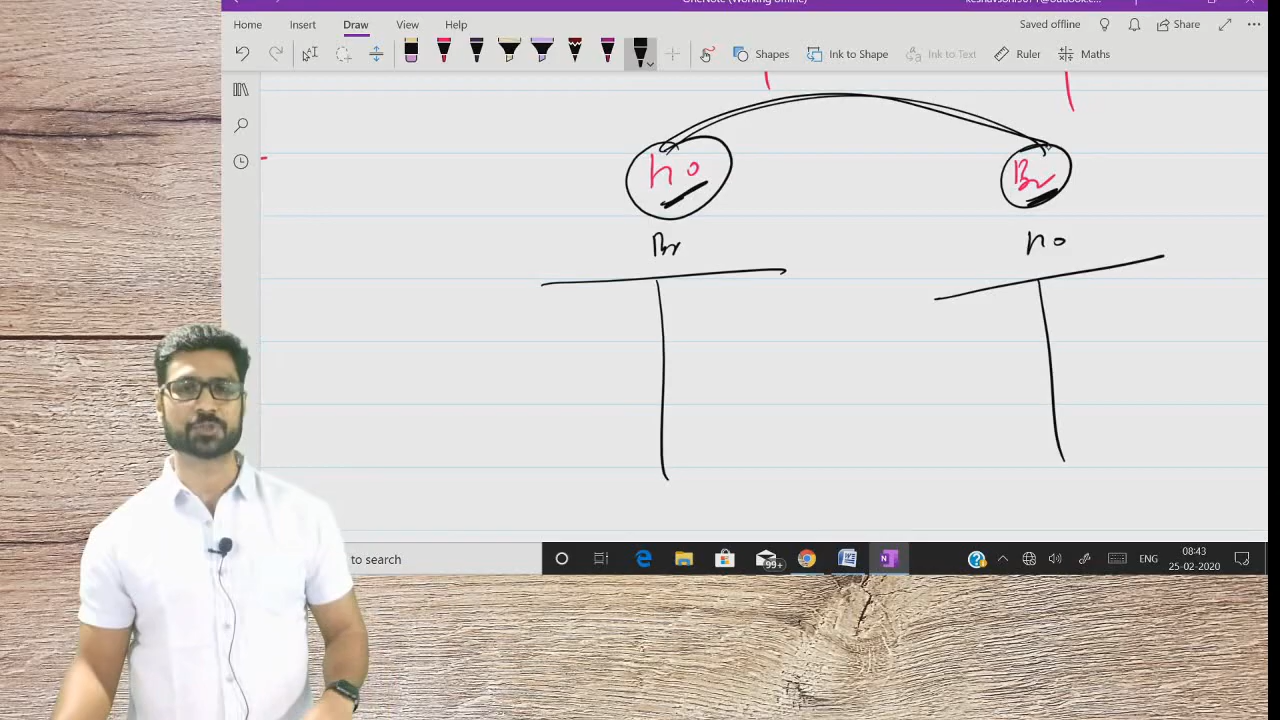 Home Insert Draw View Help Saved offline Share
Shapes Ink to Shape Ink to Text Ruler Maths
HO Br
Br HO
to search 99+ ENG 08:43
25-02-2020